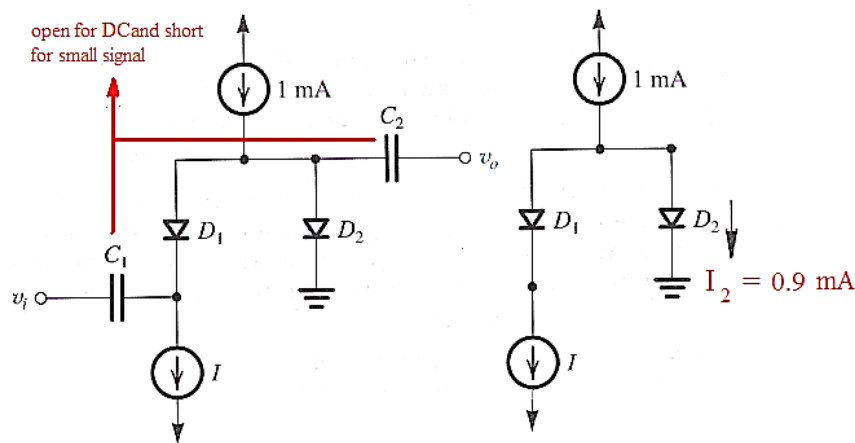 open for DCand short
for small signal
1 mA
C2
vo
D1
D2
C1
vi
I
1 mA
D1
D2
I2 = 0.9 mA
I